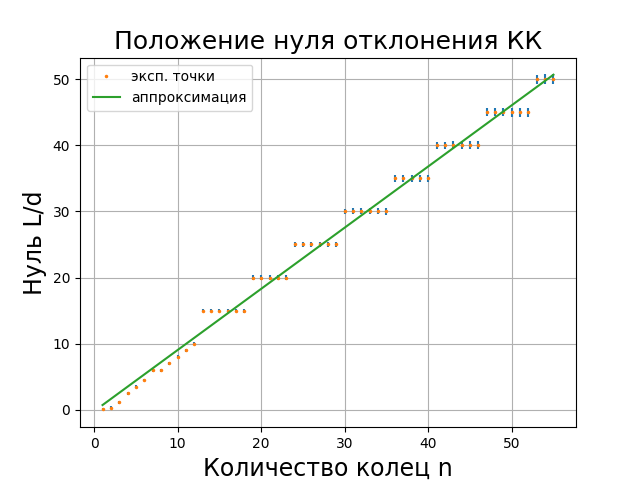 Положение нуля отклонения КК
эксп. точки
аппроксимация
Нуль L/d
50
40
30
20
10
0
0 10 20 30 40 50
Количество колец n